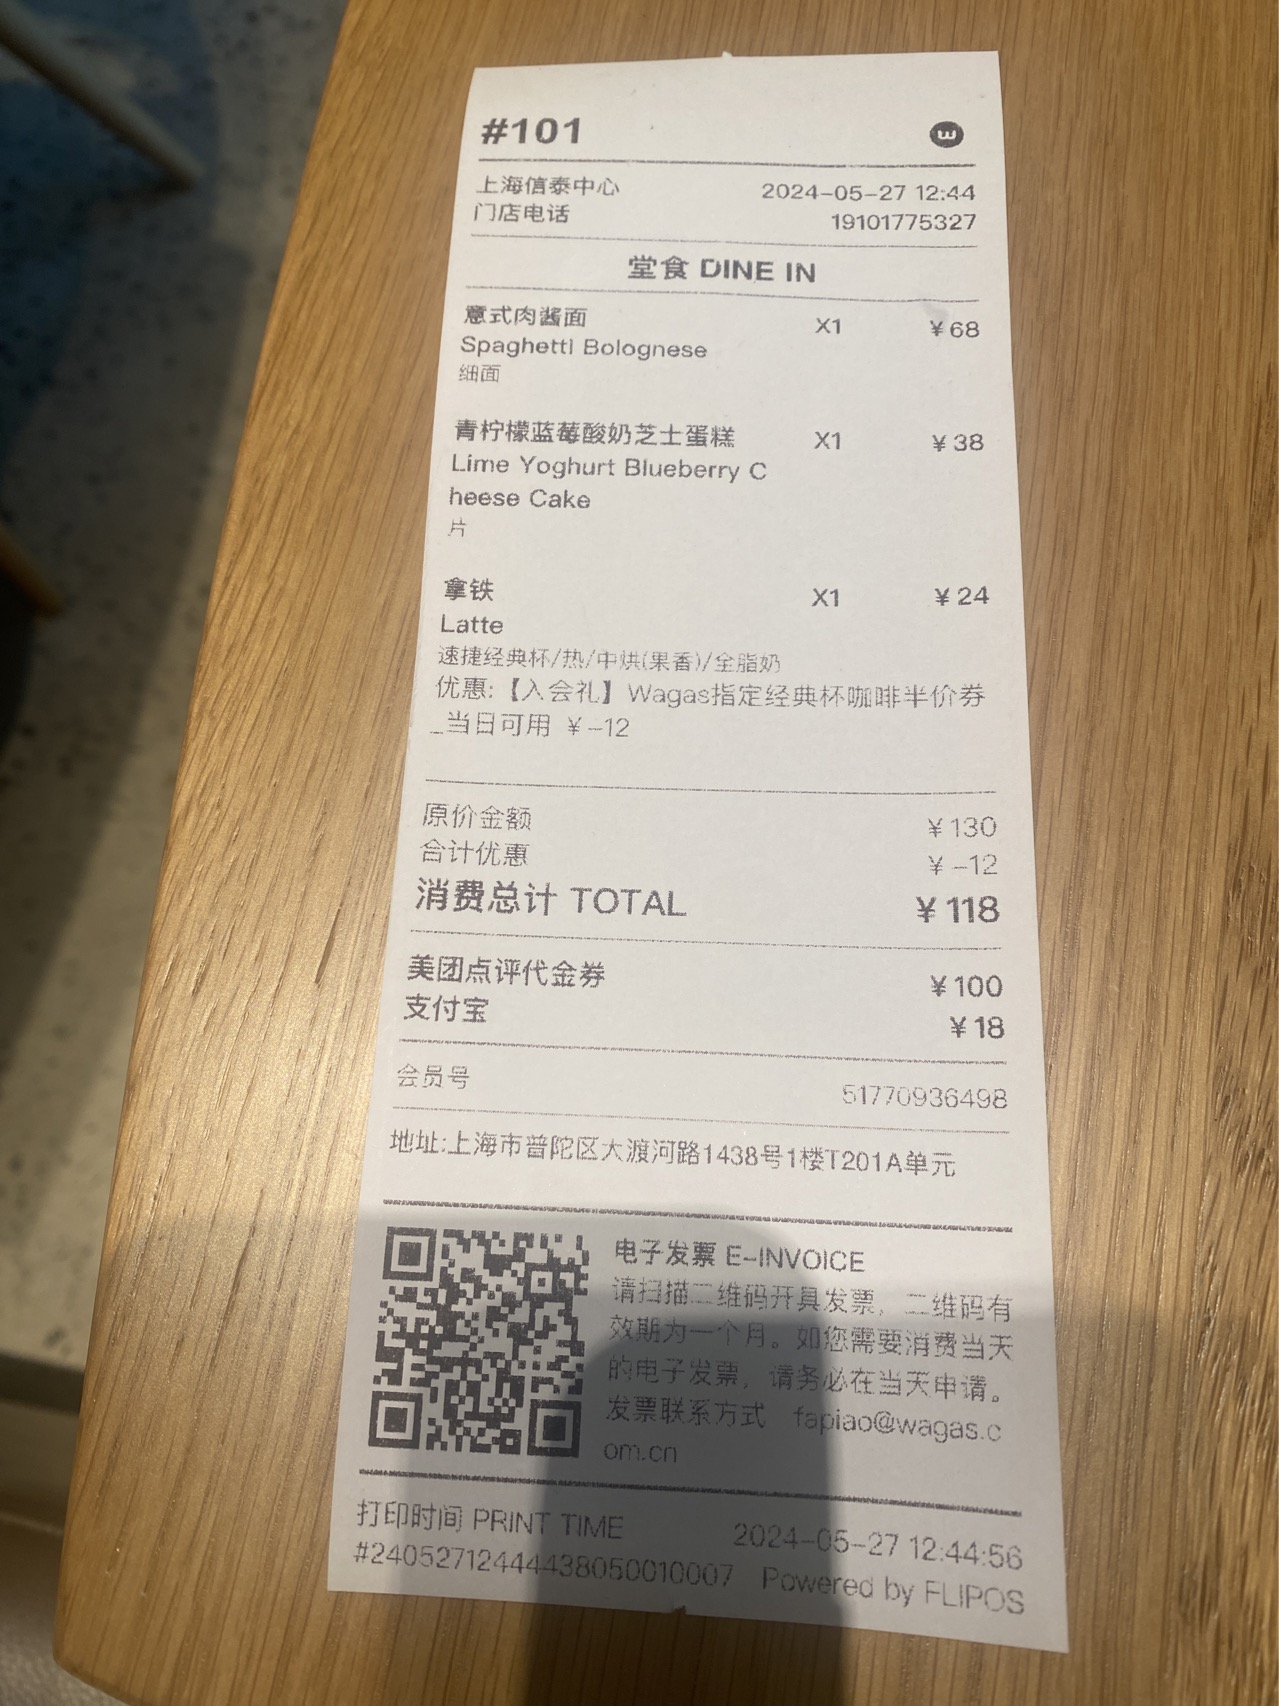 #101
上海信泰中心 2024-05-27 12:44
门店电话 19101775327
堂食 DINE IN
意式肉酱面 X1 ¥68
Spaghetti Bolognese
细面
青柠檬蓝莓酸奶芝士蛋糕 X1 ¥38
Lime Yoghurt Blueberry C
heese Cake
片
拿铁 X1 ¥24
Latte
速捷经典杯/热/中烘(果香)/全脂奶
优惠:【入会礼】Wagas指定经典杯咖啡半价券
_当日可用 ¥-12
原价金额 ¥130
合计优惠 ¥-12
消费总计 TOTAL ¥118
美团点评代金券 ¥100
支付宝 ¥18
会员号 51770936498
地址:上海市普陀区大渡河路1438号1楼T201A单元
电子发票 E-INVOICE
请扫描二维码开具发票，二维码有
效期为一个月。如您需要消费当天
的电子发票，请务必在当天申请。
发票联系方式 fapiao@wagas.c
om.cn
打印时间 PRINT TIME 2024-05-27 12:44:56
#240527124444438050010007 Powered by FLIPOS